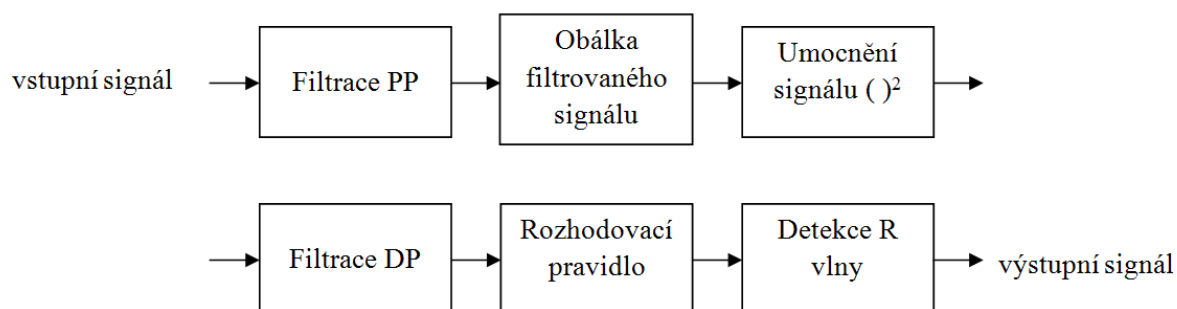 vstupní signál
Filtrace PP
Obálka
filtrovaného
signálu
Umocnění
signálu ( )²
Filtrace DP
Rozhodovací
pravidlo
Detekce R
vlny
výstupní signál